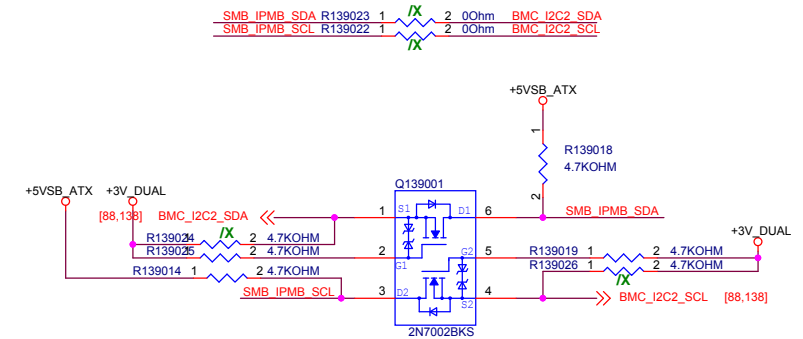 SMB_IPMB_SDA R139023 1 /X 2 0Ohm BMC_I2C2_SDA
SMB_IPMB_SCL R139022 1 /X 2 0Ohm BMC_I2C2_SCL
+5VSB_ATX
1
R139018
4.7KOHM
2
+5VSB_ATX +3V_DUAL
Q139001
[88,138] BMC_I2C2_SDA 1 S1 D1 6 SMB_IPMB_SDA
+3V_DUAL
R139024 1 /X 2 4.7KOHM
R139025 1 2 4.7KOHM 2 G1 G2 5 R139019 1 2 4.7KOHM
R139014 1 2 4.7KOHM R139026 1 /X 2 4.7KOHM
SMB_IPMB_SCL 3 D2 S2 4 BMC_I2C2_SCL [88,138]
2N7002BKS